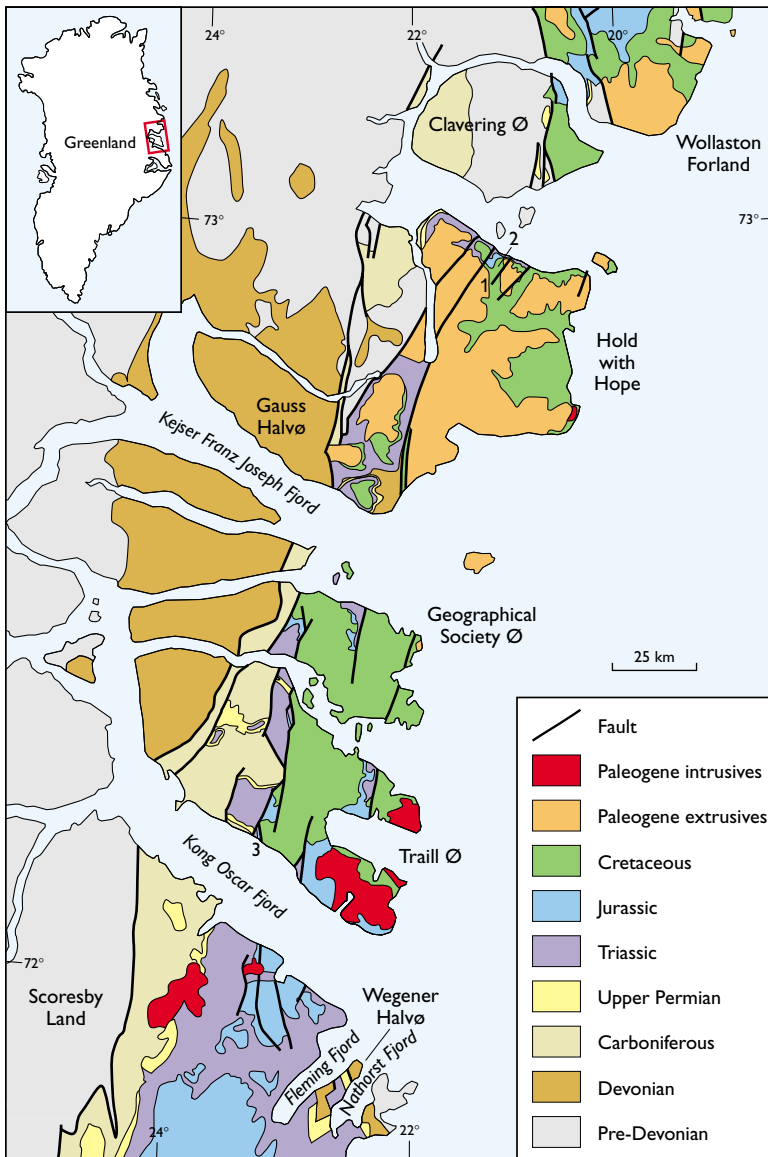 24°
22°
20°
Greenland
Clavering Ø
Wollaston
Forland
73°
73°
2
1
Hold
with
Hope
Gauss
Halvø
Kejser Franz Joseph Fjord
Geographical
Society Ø
25 km
Fault
Paleogene intrusives
Paleogene extrusives
Cretaceous
Jurassic
Triassic
Upper Permian
Carboniferous
Devonian
Pre-Devonian
3
Traill Ø
Kong Oscar Fjord
72°
Scoresby
Land
Wegener
Halvø
Fleming Fjord
Nathorst Fjord
24°
22°